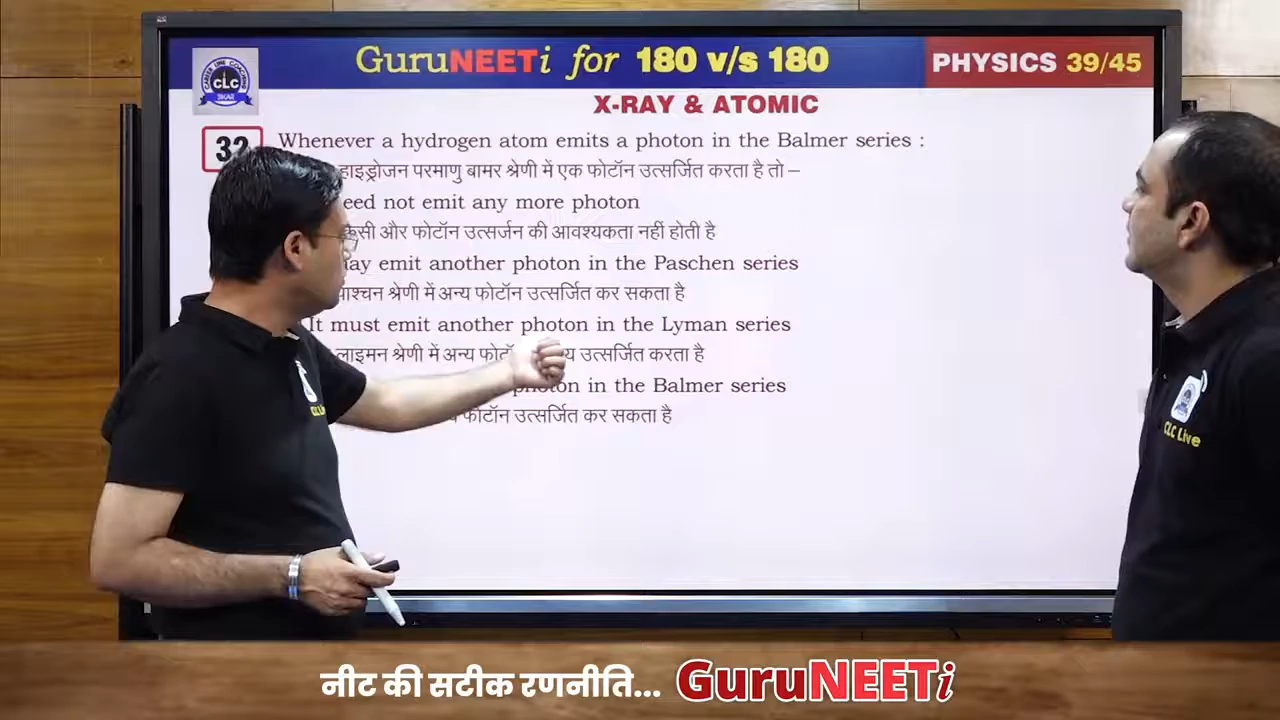 GuruNEETi for 180 v/s 180
PHYSICS 39/45
CAREER LINE COACHING
CLC
SIKAR
X-RAY & ATOMIC
32
Whenever a hydrogen atom emits a photon in the Balmer series :
हाइड्रोजन परमाणु बामर श्रेणी में एक फोटॉन उत्सर्जित करता है तो –
not emit any more photon
और फोटॉन उत्सर्जन की आवश्यकता नहीं होती है
emit another photon in the Paschen series
श्रेणी में अन्य फोटॉन उत्सर्जित कर सकता है
It must emit another photon in the Lyman series
लाइमन श्रेणी में अन्य उत्सर्जित करता है
photon in the Balmer series
फोटॉन उत्सर्जित कर सकता है
CLC Live
नीट की सटीक रणनीति... GuruNEETi